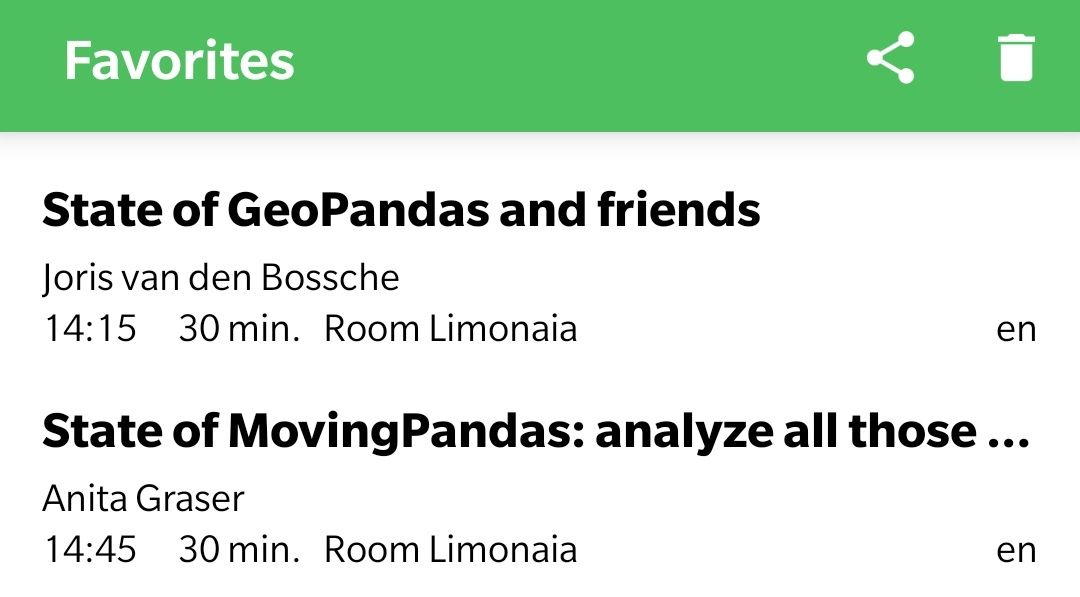 Favorites
State of GeoPandas and friends
Joris van den Bossche
14:15 30 min. Room Limonaia en
State of MovingPandas: analyze all those ...
Anita Graser
14:45 30 min. Room Limonaia en